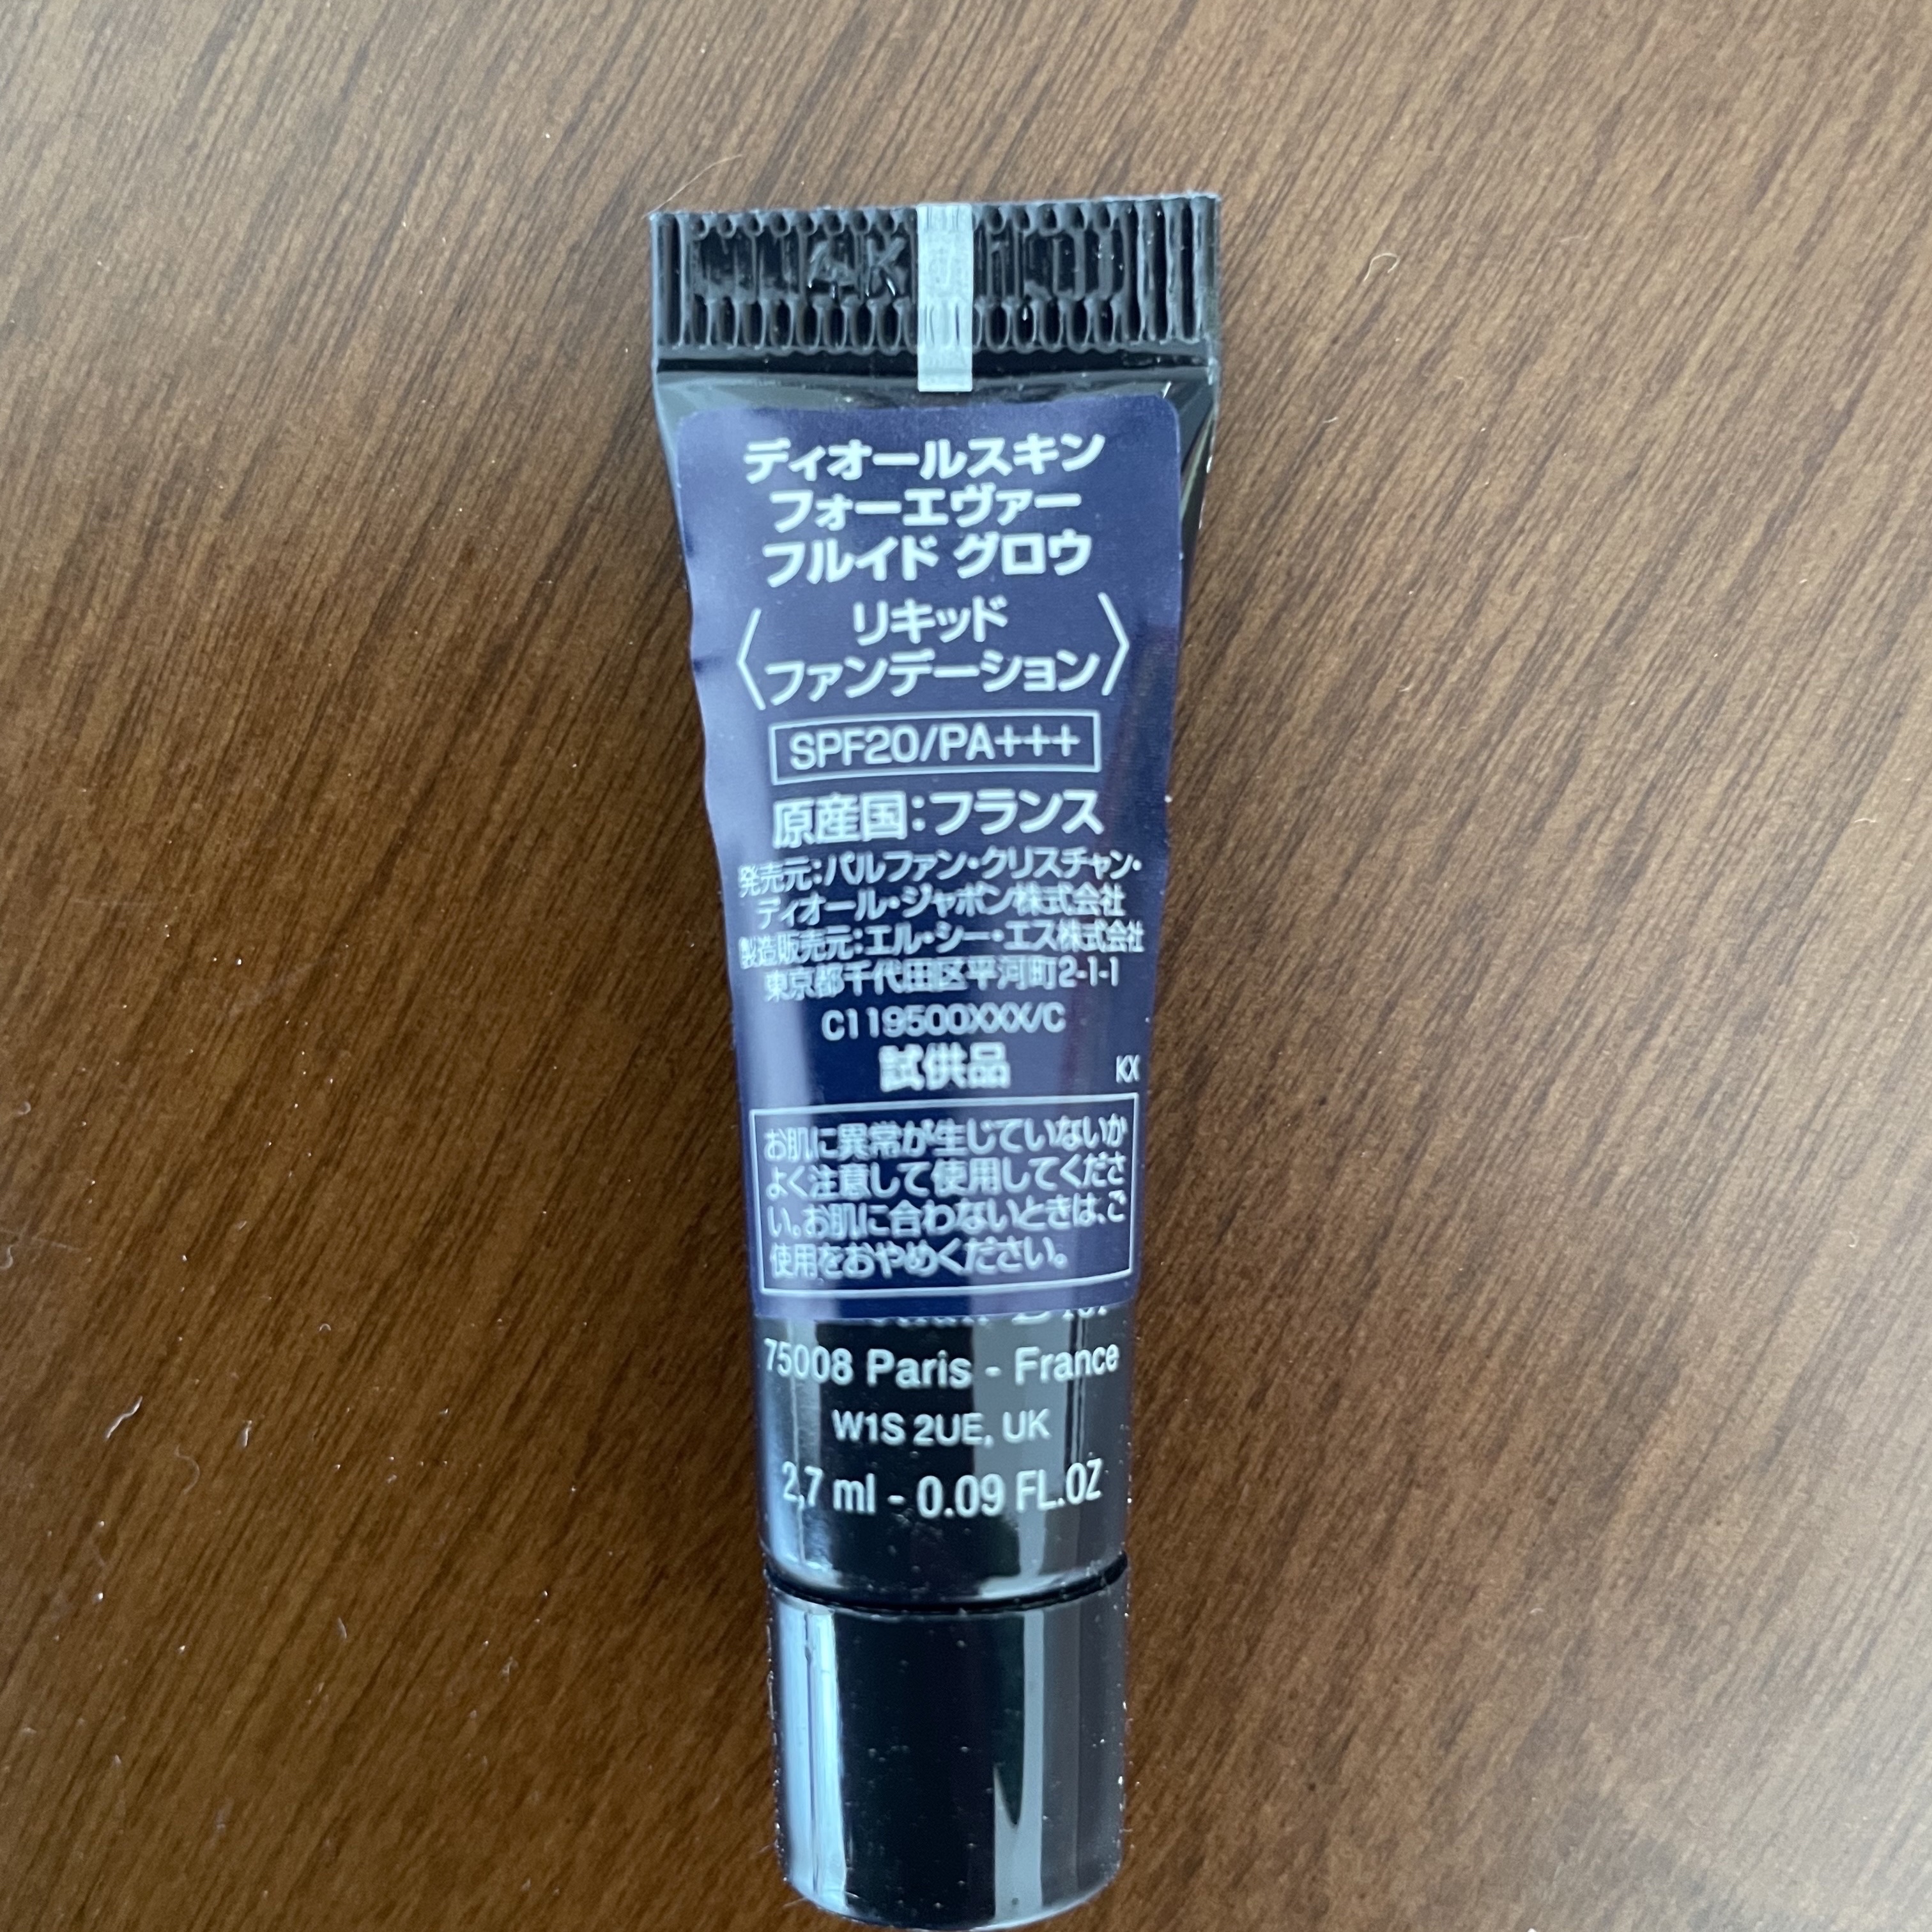 ディオールスキン
フォーエヴァー
フルイド グロウ
〈リキッド
ファンデーション〉
SPF20/PA+++
原産国：フランス
発売元：パルファン・クリスチャン・
ディオール・ジャポン株式会社
製造販売元：エル・シー・エス株式会社
東京都千代田区平河町2-1-1
C119500XXX/C
試供品
KX
お肌に異常が生じていないか
よく注意して使用してくださ
い。お肌に合わないときは、ご
使用をおやめください。
75008 Paris - France
W1S 2UE, UK
2,7 ml - 0.09 FL.OZ